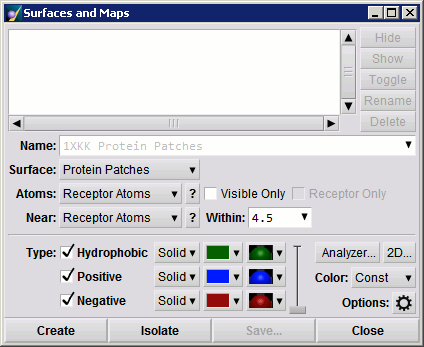 Surfaces and Maps
Hide
Show
Toggle
Rename
Delete
Name: 1XKK Protein Patches
Surface: Protein Patches
Atoms: Receptor Atoms ? Visible Only Receptor Only
Near: Receptor Atoms ? Within: 4.5
Type: Hydrophobic Solid Analyzer... 2D...
Positive Solid Color: Const
Negative Solid Options:
Create Isolate Save... Close